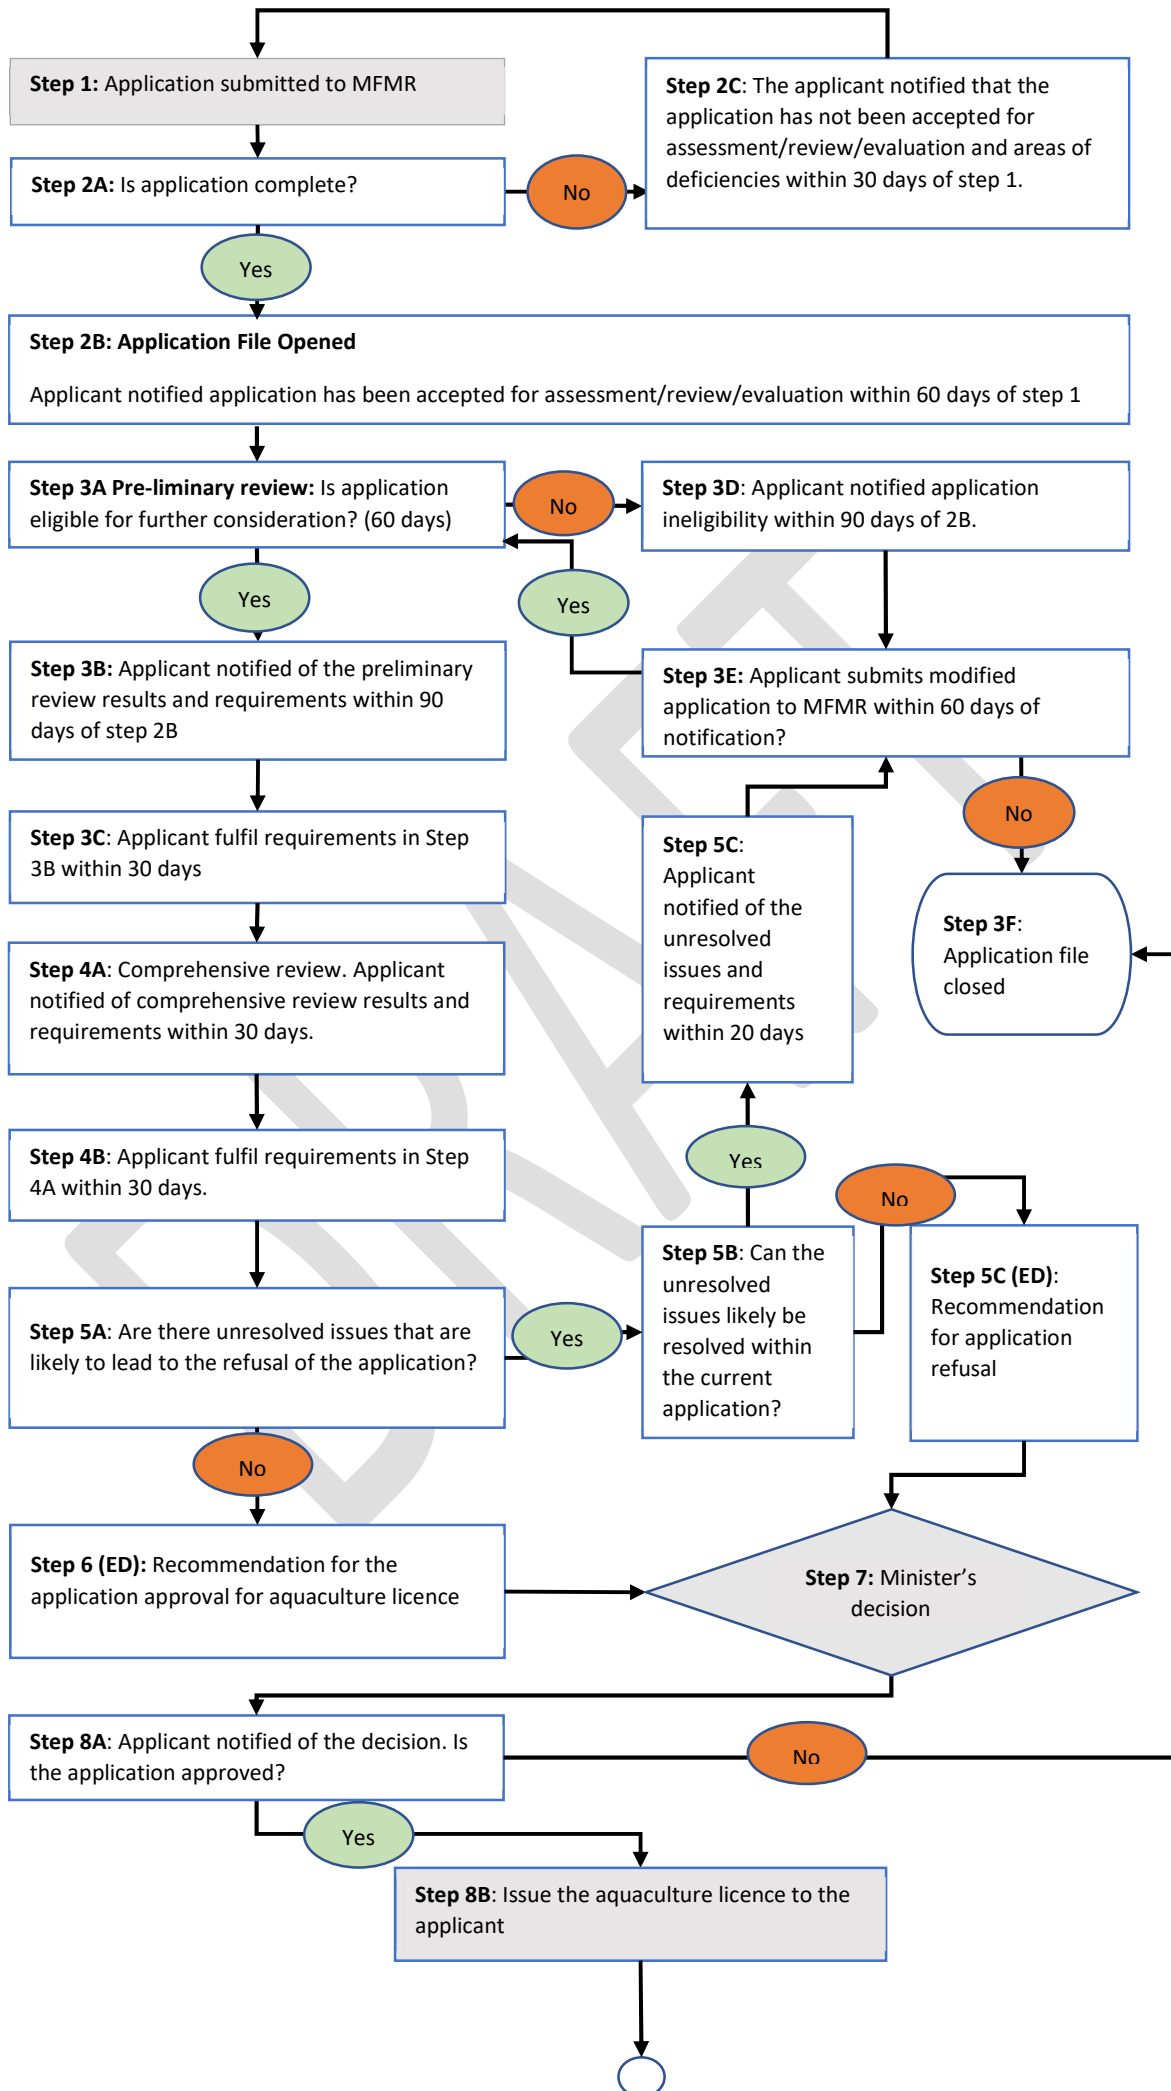 Step 1: Application submitted to MFMR
Step 2C: The applicant notified that the
application has not been accepted for
assessment/review/evaluation and areas of
deficiencies within 30 days of step 1.
Step 2A: Is application complete?
No
Yes
Step 2B: Application File Opened
Applicant notified application has been accepted for assessment/review/evaluation within 60 days of step 1
Step 3A Pre-liminary review: Is application
eligible for further consideration? (60 days)
No
Step 3D: Applicant notified application
ineligibility within 90 days of 2B.
Yes
Yes
Step 3B: Applicant notified of the preliminary
review results and requirements within 90
days of step 2B
Step 3E: Applicant submits modified
application to MFMR within 60 days of
notification?
No
Step 3C: Applicant fulfil requirements in Step
3B within 30 days
Step 5C:
Applicant
notified of the
unresolved
issues and
requirements
within 20 days
Step 3F:
Application file
closed
Step 4A: Comprehensive review. Applicant
notified of comprehensive review results and
requirements within 30 days.
Step 4B: Applicant fulfil requirements in Step
4A within 30 days.
Yes
No
Step 5A: Are there unresolved issues that are
likely to lead to the refusal of the application?
Yes
Step 5B: Can the
unresolved
issues likely be
resolved within
the current
application?
Step 5C (ED):
Recommendation
for application
refusal
No
Step 6 (ED): Recommendation for the
application approval for aquaculture licence
Step 7: Minister's
decision
Step 8A: Applicant notified of the decision. Is
the application approved?
No
Yes
Step 8B: Issue the aquaculture licence to the
applicant
DRAFT